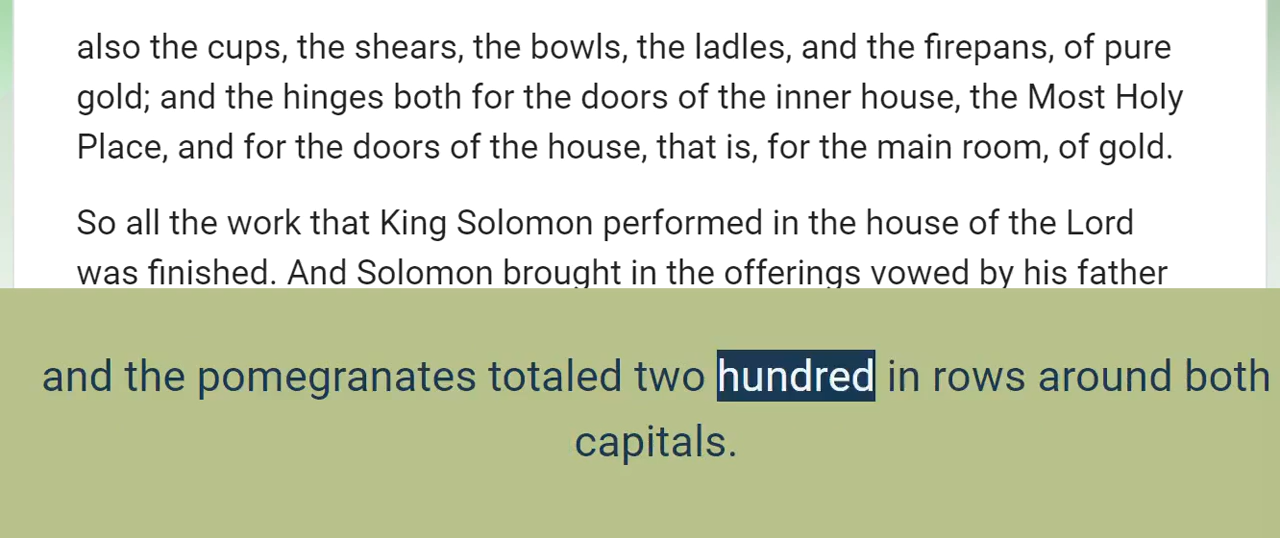 also the cups, the shears, the bowls, the ladles, and the firepans, of pure
gold; and the hinges both for the doors of the inner house, the Most Holy
Place, and for the doors of the house, that is, for the main room, of gold.
So all the work that King Solomon performed in the house of the Lord
was finished. And Solomon brought in the offerings vowed by his father
and the pomegranates totaled two hundred in rows around both
capitals.